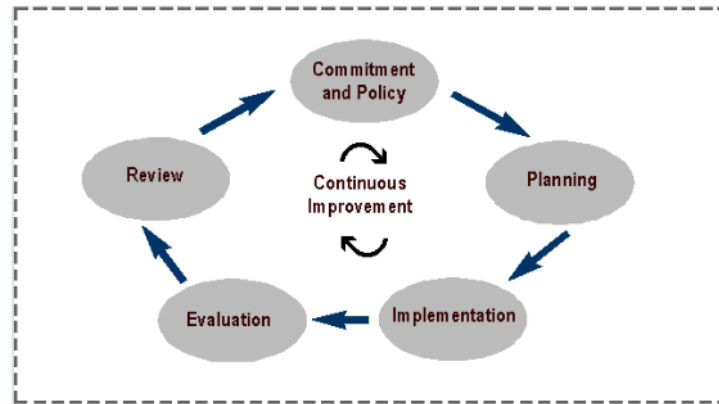 Commitment
and Policy
Review
Planning
Continuous
Improvement
Evaluation
Implementation